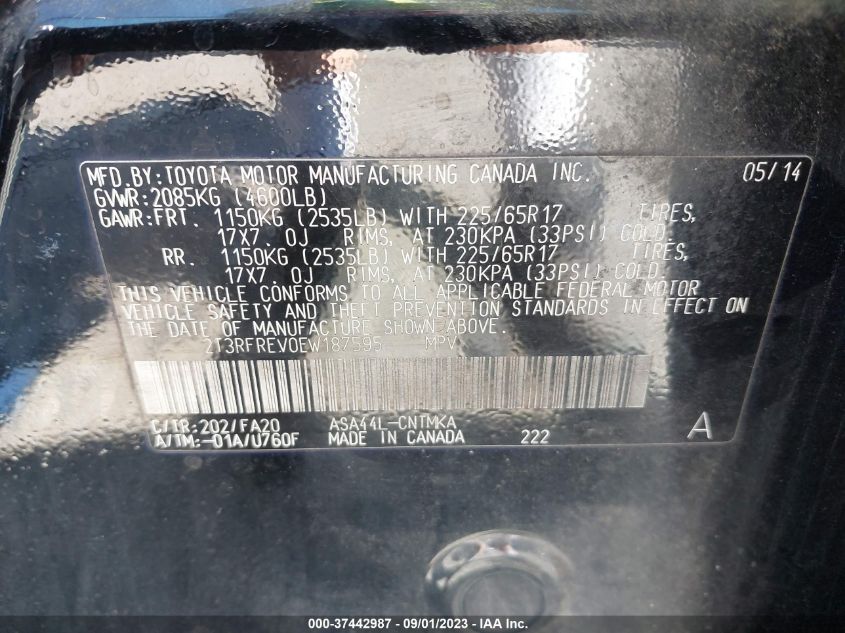 MFD.BY:TOYOTA MOTOR MANUFACTURING CANADA INC. 05/14
GVWR:2085KG (4600LB)
GAWR:FRT. 1150KG (2535LB) WITH 225/65R17 TIRES,
17X7.0J RIMS, AT 230KPA (33PSI) COLD.
RR. 1150KG (2535LB) WITH 225/65R17 TIRES,
17X7.0J RIMS, AT 230KPA (33PSI) COLD.
THIS VEHICLE CONFORMS TO ALL APPLICABLE FEDERAL MOTOR
VEHICLE SAFETY AND THEFT PREVENTION STANDARDS IN EFFECT ON
THE DATE OF MANUFACTURE SHOWN ABOVE.
2T3RFREV0EW187595 MPV
C/TR:202/FA20 ASA44L-CNTMKA
A/TM:-01A/U760F MADE IN CANADA 222 A
000-37442987 - 09/01/2023 - IAA Inc.